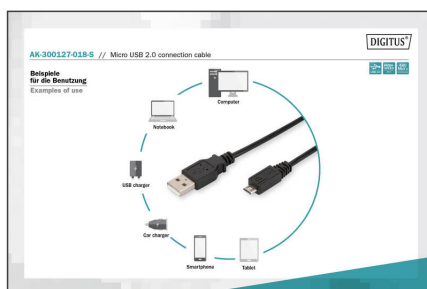 DIGITUS®
AK-300127-018-S // Micro USB 2.0 connection cable
Beispiele
für die Benutzung
Examples of use
Computer
Notebook
USB charger
Car charger
Smartphone
Tablet